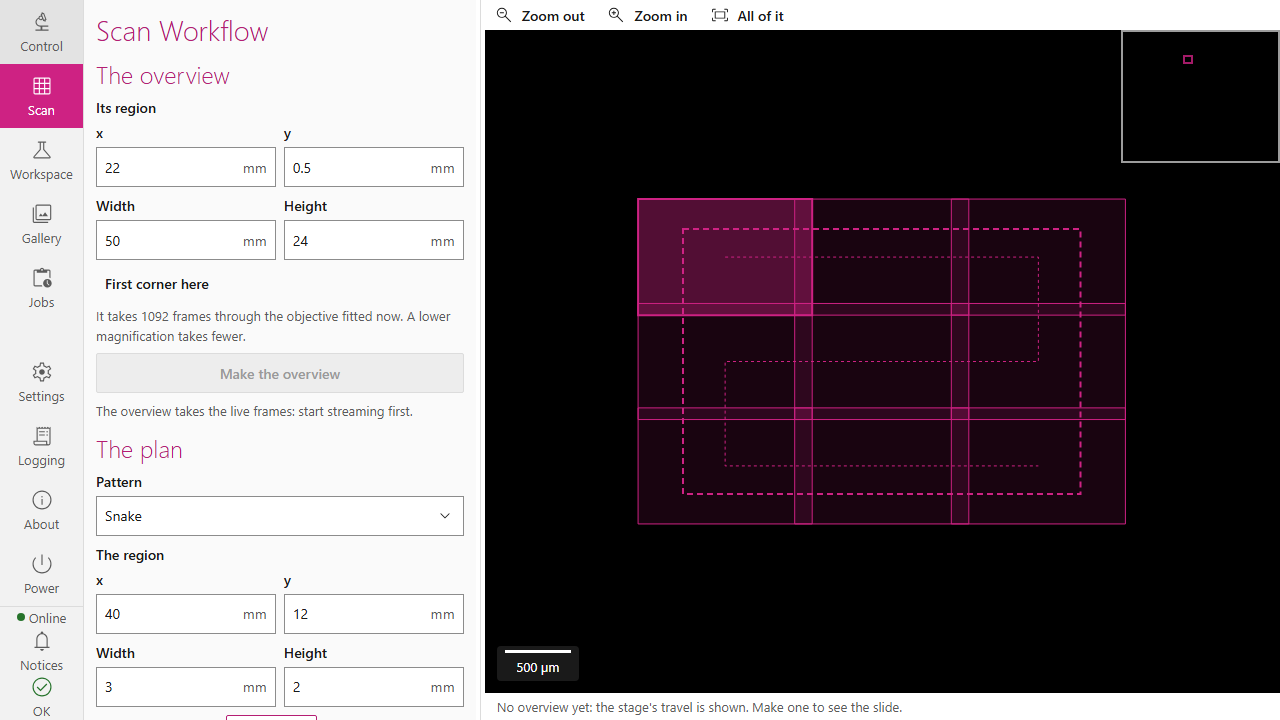 Control
Scan
Workspace
Gallery
Jobs
Settings
Logging
About
Power
Online
Notices
OK
Scan Workflow
The overview
Its region
x y
22 mm 0.5 mm
Width Height
50 mm 24 mm
First corner here
It takes 1092 frames through the objective fitted now. A lower
magnification takes fewer.
Make the overview
The overview takes the live frames: start streaming first.
The plan
Pattern
Snake
The region
x y
40 mm 12 mm
Width Height
3 mm 2 mm
Zoom out Zoom in All of it
500 µm
No overview yet: the stage's travel is shown. Make one to see the slide.